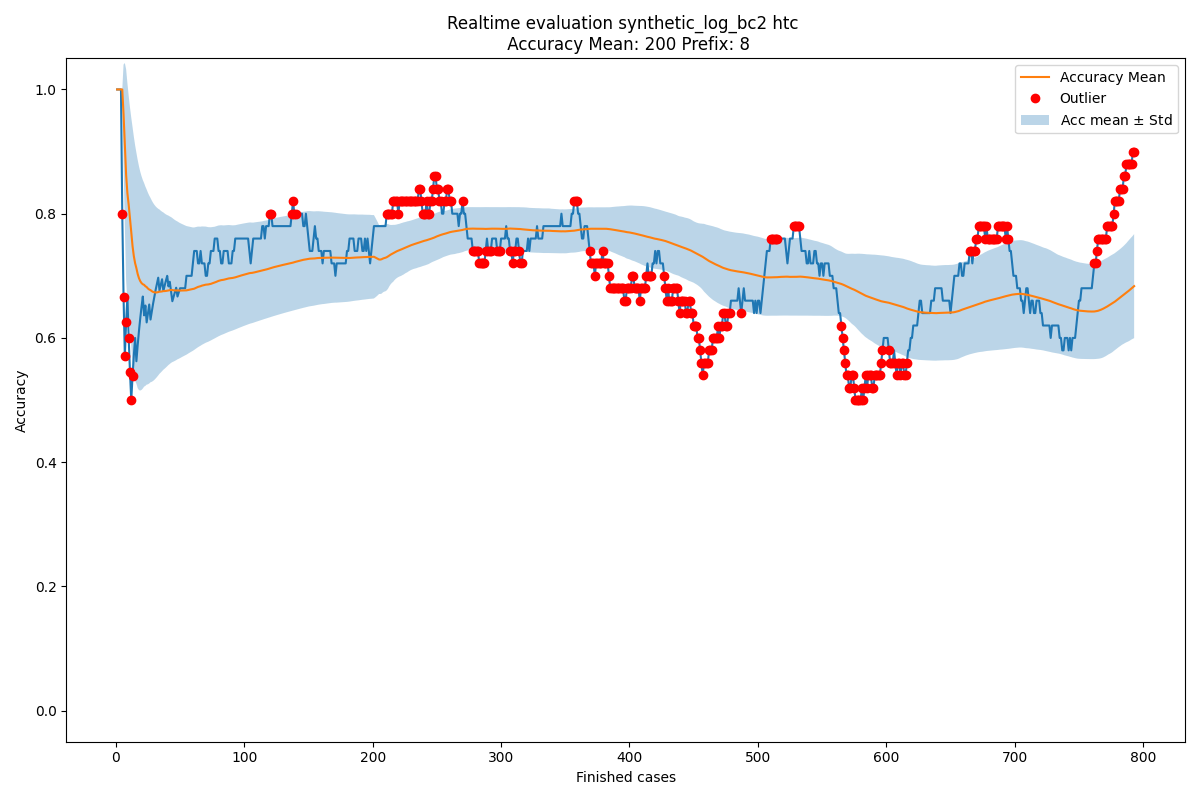 Realtime evaluation synthetic_log_bc2 htc
Accuracy Mean: 200 Prefix: 8
Accuracy Mean
Outlier
Acc mean ± Std
1.0
0.8
0.6
0.4
0.2
0.0
Accuracy
0 100 200 300 400 500 600 700 800
Finished cases